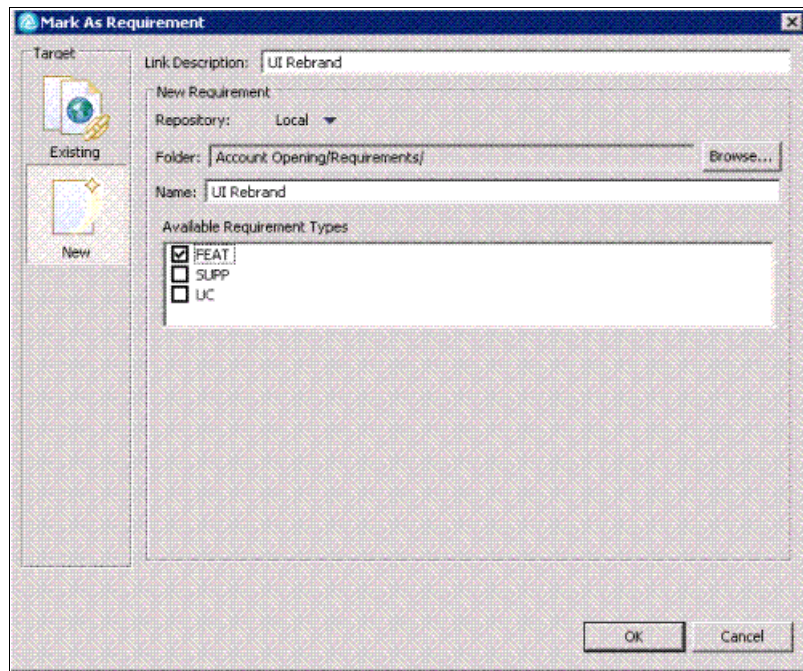 Mark As Requirement
Target
Existing
New
Link Description: UI Rebrand
New Requirement
Repository: Local
Folder: Account Opening/Requirements/ Browse...
Name: UI Rebrand
Available Requirement Types
FEAT
SUPP
UC
OK Cancel